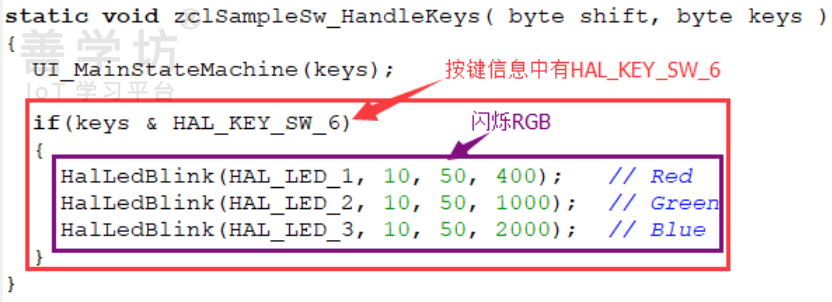 static void zclSampleSw_HandleKeys( byte shift, byte keys )
{
善学坊®
UI_MainStateMachine(keys);
IoT 学习平台
按键信息中有HAL_KEY_SW_6
if(keys & HAL_KEY_SW_6)
闪烁RGB
{
HalLedBlink(HAL_LED_1, 10, 50, 400); // Red
HalLedBlink(HAL_LED_2, 10, 50, 1000); // Green
HalLedBlink(HAL_LED_3, 10, 50, 2000); // Blue
}
}